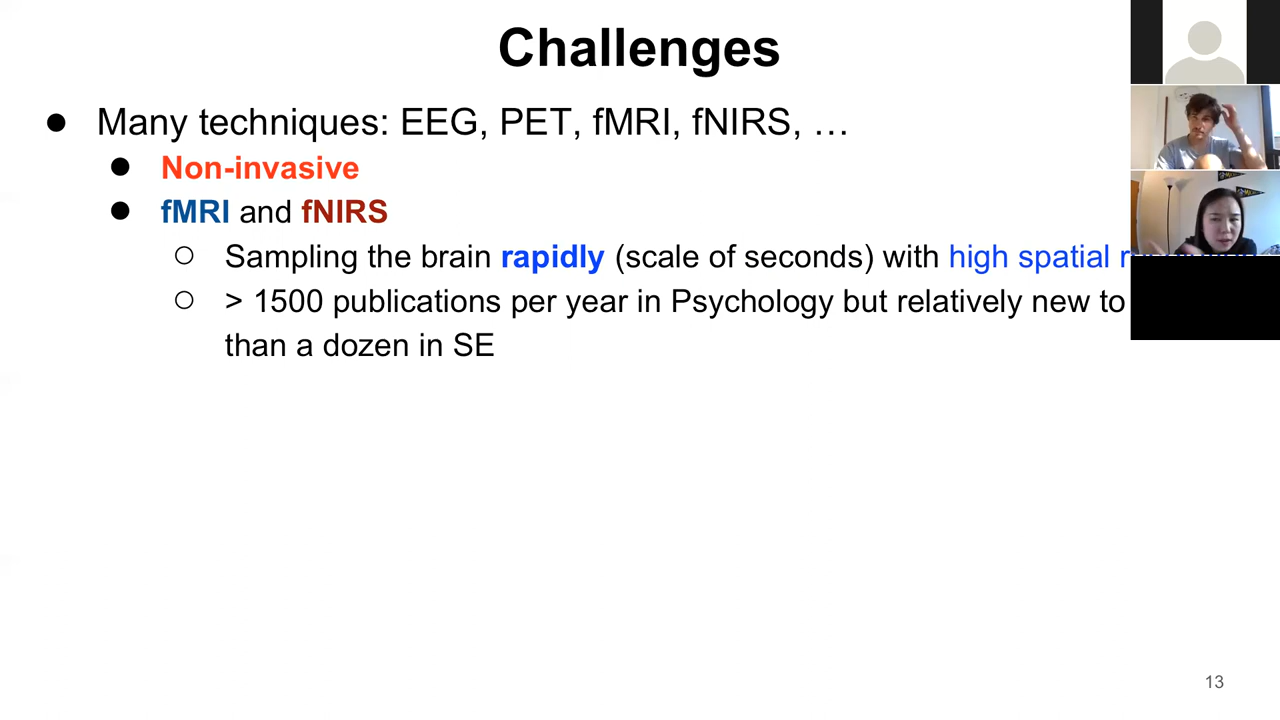 Challenges
● Many techniques: EEG, PET, fMRI, fNIRS, …
● Non-invasive
● fMRI and fNIRS
○ Sampling the brain rapidly (scale of seconds) with high spatial
○ > 1500 publications per year in Psychology but relatively new to
than a dozen in SE
13